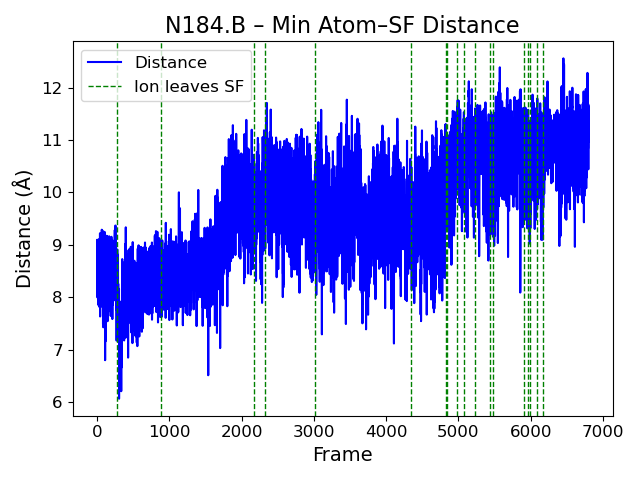 N184.B – Min Atom–SF Distance
Distance
Ion leaves SF
Distance (Å)
12
11
10
9
8
7
6
0 1000 2000 3000 4000 5000 6000 7000
Frame